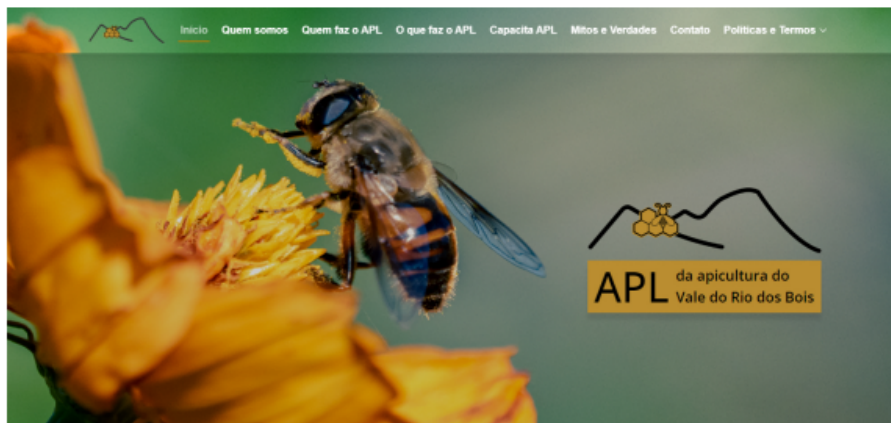 Início
Quem somos
Quem faz o APL
O que faz o APL
Capacita APL
Mitos e Verdades
Contato
Políticas e Termos
APL
da apicultura do
Vale do Rio dos Bois